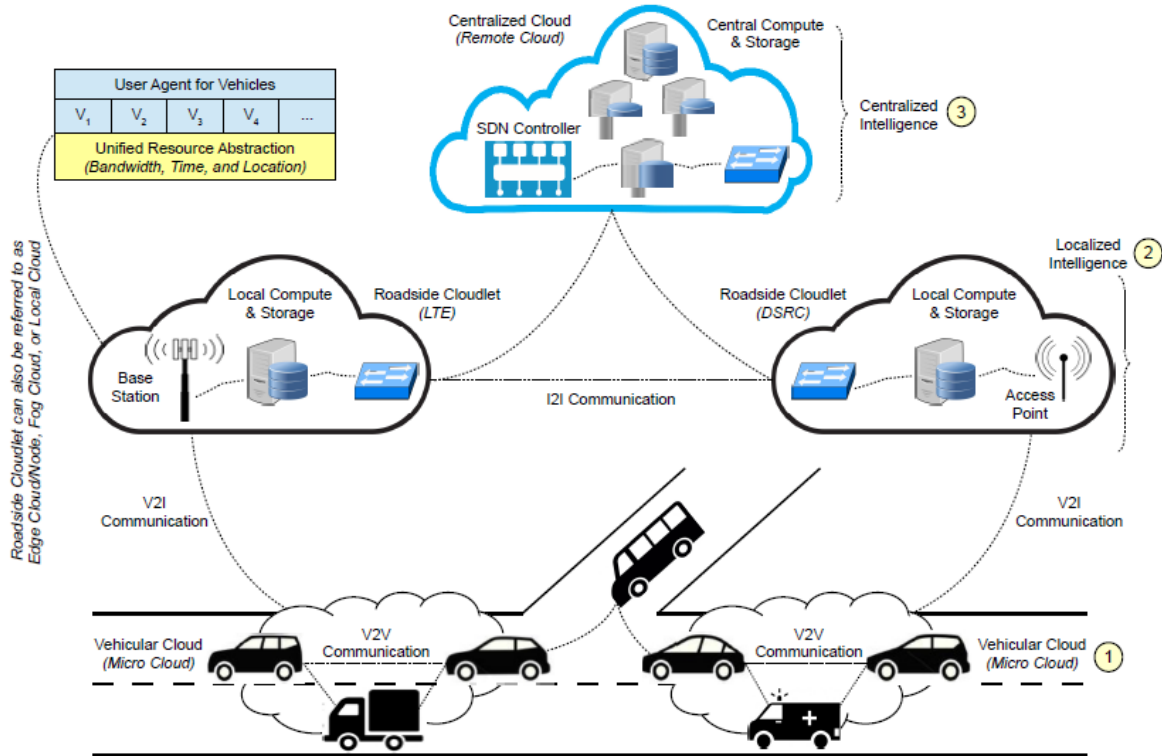 Centralized Cloud
(Remote Cloud)
Central Compute
& Storage
SDN Controller
Centralized
Intelligence
3
User Agent for Vehicles
V1 V2 V3 V4 ...
Unified Resource Abstraction
(Bandwidth, Time, and Location)
Roadside Cloudlet can also be referred to as
Edge Cloud/Node, Fog Cloud, or Local Cloud
Localized
Intelligence
2
Local Compute
& Storage
Roadside Cloudlet
(LTE)
Base
Station
Roadside Cloudlet
(DSRC)
Local Compute
& Storage
Access
Point
I2I Communication
V2I
Communication
V2I
Communication
Vehicular Cloud
(Micro Cloud)
V2V
Communication
V2V
Communication
Vehicular Cloud
(Micro Cloud)
1